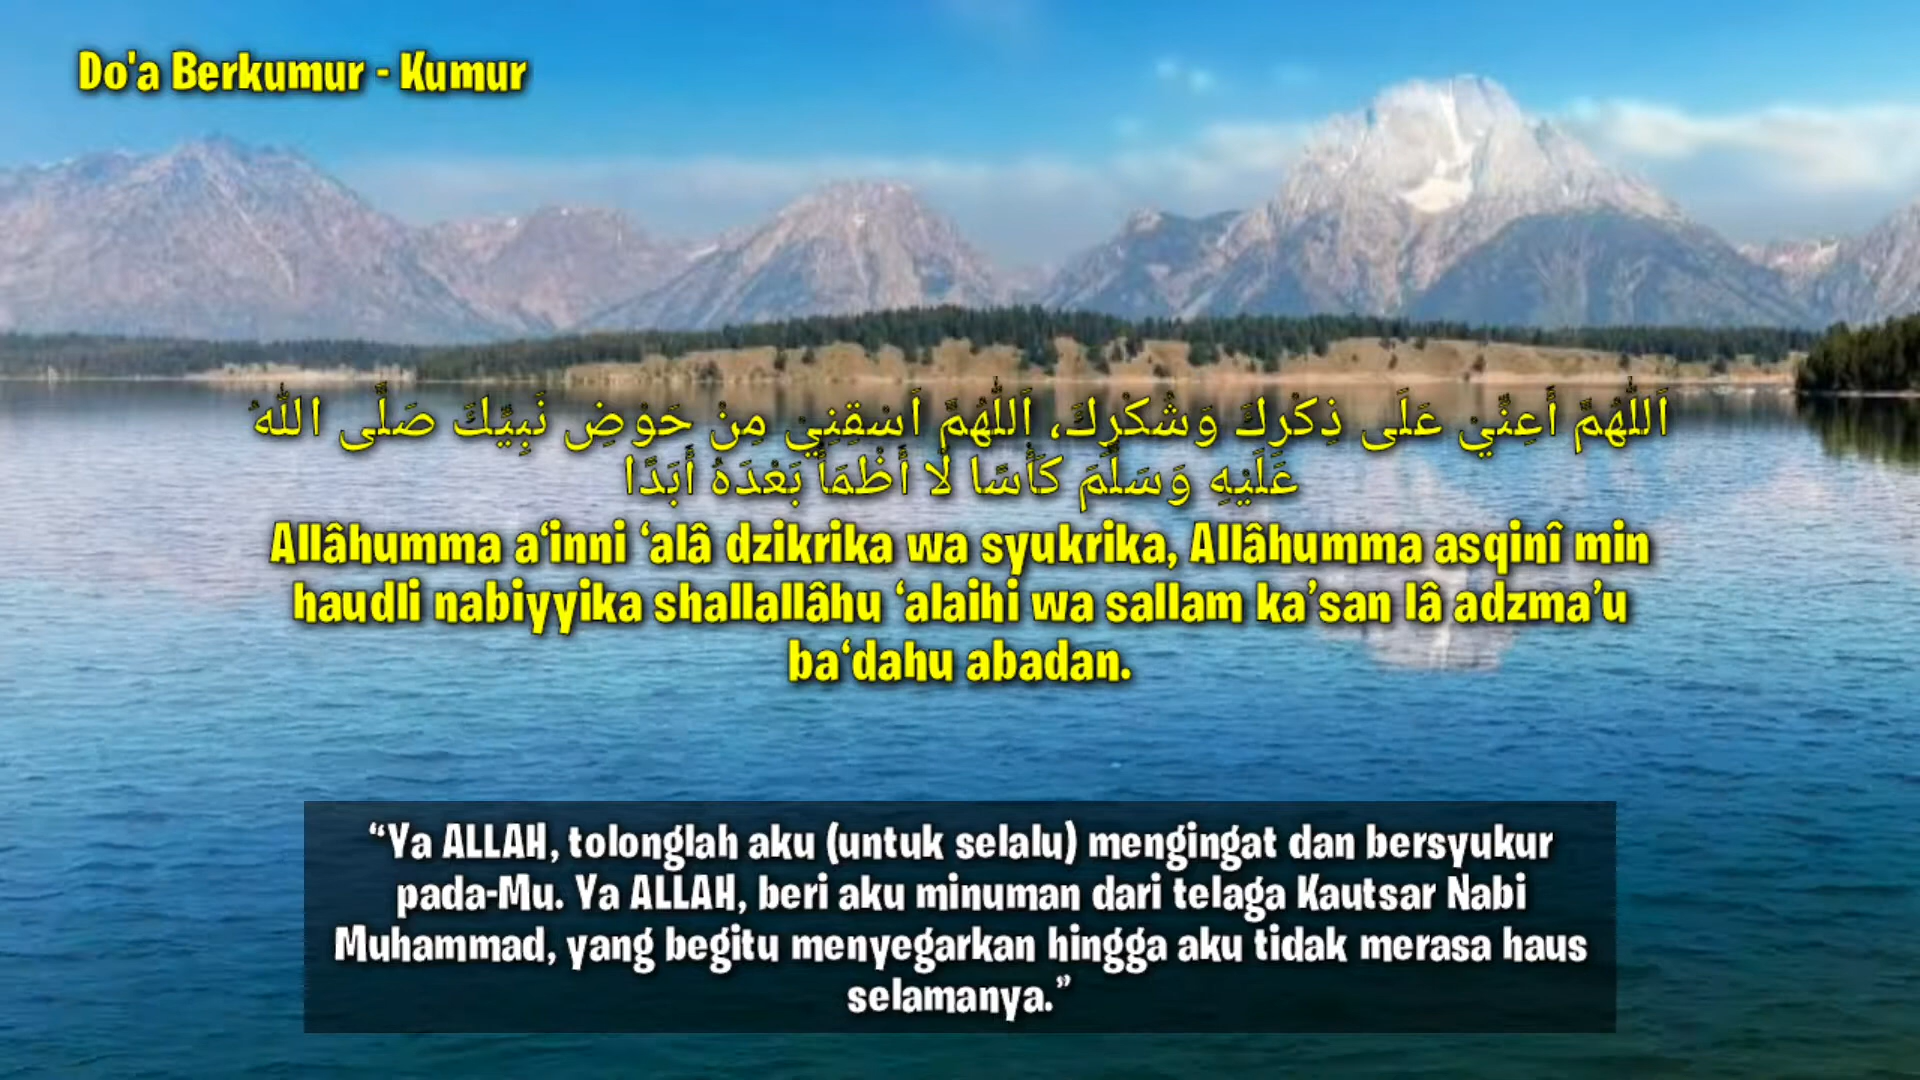 Do'a Berkumur - Kumur
اَللّٰهُمَّ أَعِنِّيْ عَلَى ذِكْرِكَ وَشُكْرِكَ، اَللّٰهُمَّ اَسْقِنِيْ مِنْ حَوْضِ نَبِيَّكَ صَلَّى اللّٰهُ
عَلَيْهِ وَسَلَّمَ كَأْسًا لَا أَظْمَأُ بَعْدَهُ أَبَدًا
Allâhumma a‘inni ‘alâ dzikrika wa syukrika, Allâhumma asqinî min
haudli nabiyyika shallallâhu ‘alaihi wa sallam ka’san lâ adzma’u
ba‘dahu abadan.
“Ya ALLAH, tolonglah aku (untuk selalu) mengingat dan bersyukur
pada-Mu. Ya ALLAH, beri aku minuman dari telaga Kautsar Nabi
Muhammad, yang begitu menyegarkan hingga aku tidak merasa haus
selamanya.”